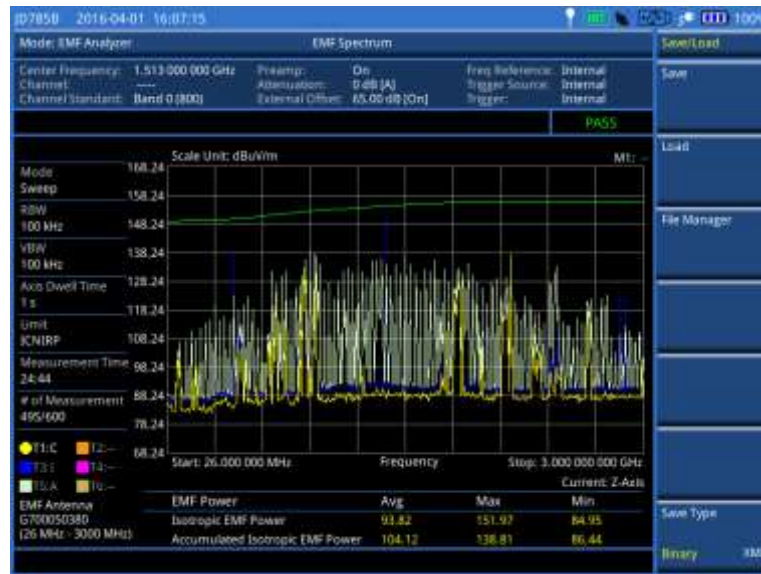 JD785B 2016-04-01 16:07:15
100%
Mode: EMF Analyzer EMF Spectrum Save/Load
Center Frequency: 1.513 000 000 GHz Preamp: On Freq Reference: Internal
Channel: ---- Attenuation: 0 dB [A] Trigger Source: Internal
Channel Standard: Band 0 (800) External Offset: 65.00 dB [On] Trigger: Internal
Save
PASS
Load
Scale Unit: dBuV/m M1: --
Mode
Sweep
RBW
100 kHz
VBW
100 kHz
Axis Dwell Time
1 s
Limit
ICNIRP
Measurement Time
24:44
# of Measurement
495/600
168.24
158.24
148.24
138.24
128.24
118.24
108.24
98.24
88.24
78.24
68.24
File Manager
T1:C T2:--
T4:--
T5:A T6:--
Start: 26.000 000 MHz Frequency Stop: 3.000 000 000 GHz
Current: Z-Axis
EMF Antenna
G700050380
(26 MHz - 3000 MHz)
EMF Power Avg Max Min
Isotropic EMF Power 93.82 151.97 84.95
Accumulated Isotropic EMF Power 104.12 138.81 86.44
Save Type
Binary